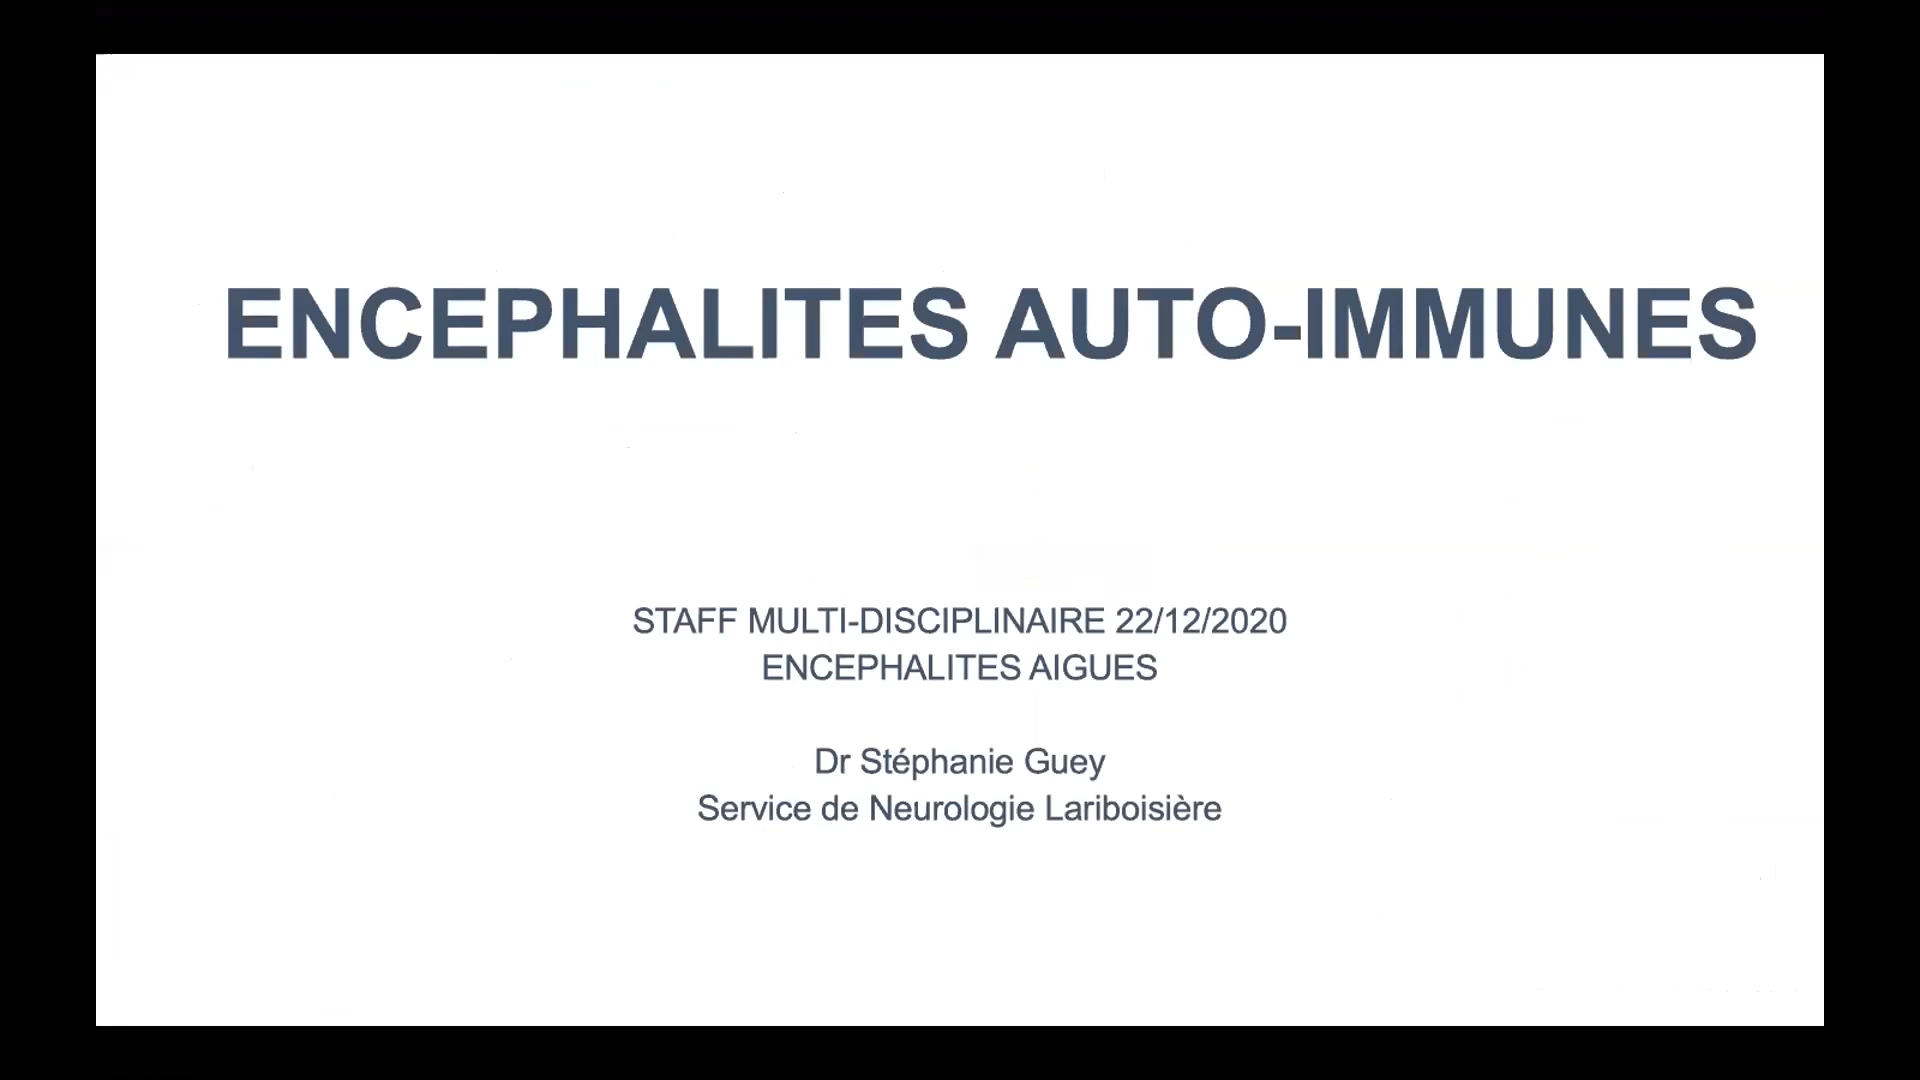 ENCEPHALITES AUTO-IMMUNES
STAFF MULTI-DISCIPLINAIRE 22/12/2020
ENCEPHALITES AIGUES
Dr Stéphanie Guey
Service de Neurologie Lariboisière